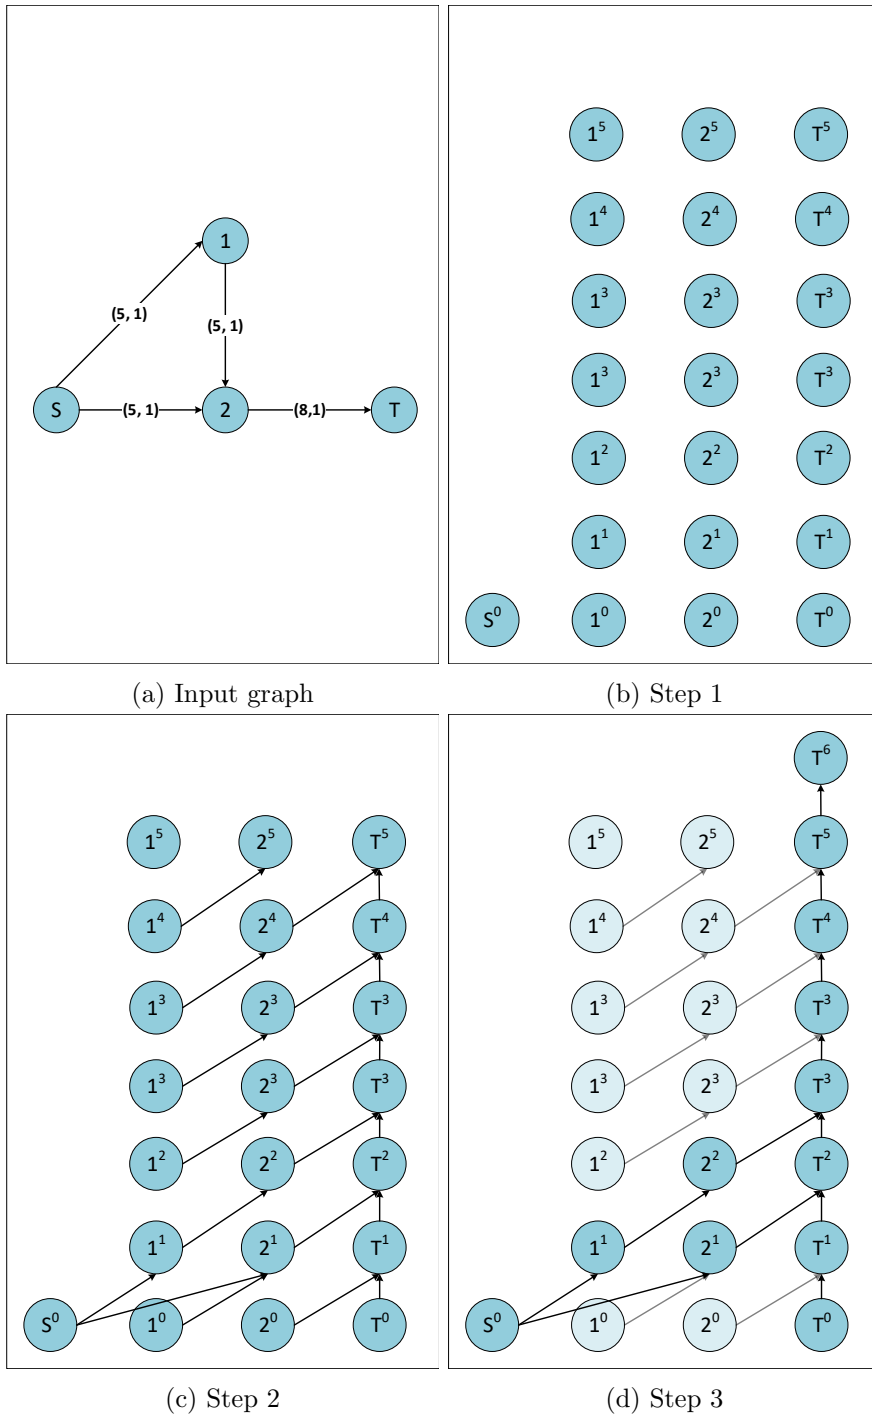 1
(5, 1)
(5, 1)
S
(5, 1)
2
(8,1)
T
(a) Input graph
1⁵ 2⁵ T⁵
1⁴ 2⁴ T⁴
1³ 2³ T³
1³ 2³ T³
1² 2² T²
1¹ 2¹ T¹
S⁰ 1⁰ 2⁰ T⁰
(b) Step 1
1⁵ 2⁵ T⁵
1⁴ 2⁴ T⁴
1³ 2³ T³
1³ 2³ T³
1² 2² T²
1¹ 2¹ T¹
S⁰ 1⁰ 2⁰ T⁰
(c) Step 2
T⁶
1⁵ 2⁵ T⁵
1⁴ 2⁴ T⁴
1³ 2³ T³
1³ 2³ T³
1² 2² T²
1¹ 2¹ T¹
S⁰ 1⁰ 2⁰ T⁰
(d) Step 3